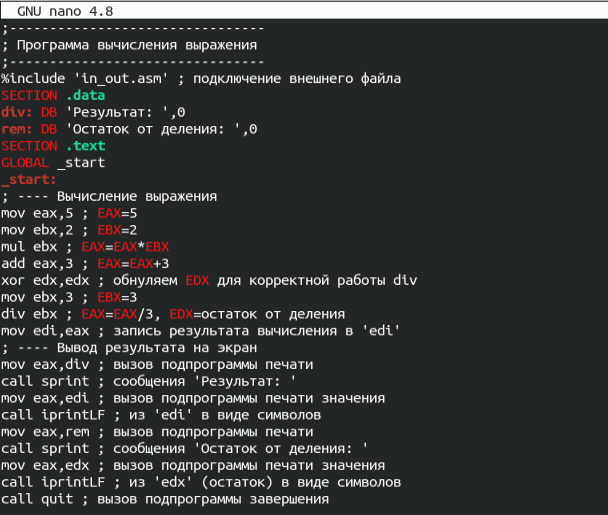 GNU nano 4.8
;--------------------------------
; Программа вычисления выражения
;--------------------------------
%include 'in_out.asm' ; подключение внешнего файла
SECTION .data
div: DB 'Результат: ',0
rem: DB 'Остаток от деления: ',0
SECTION .text
GLOBAL _start
_start:
; ---- Вычисление выражения
mov eax,5 ; EAX=5
mov ebx,2 ; EBX=2
mul ebx ; EAX=EAX*EBX
add eax,3 ; EAX=EAX+3
xor edx,edx ; обнуляем EDX для корректной работы div
mov ebx,3 ; EBX=3
div ebx ; EAX=EAX/3, EDX=остаток от деления
mov edi,eax ; запись результата вычисления в 'edi'
; ---- Вывод результата на экран
mov eax,div ; вызов подпрограммы печати
call sprint ; сообщения 'Результат: '
mov eax,edi ; вызов подпрограммы печати значения
call iprintLF ; из 'edi' в виде символов
mov eax,rem ; вызов подпрограммы печати
call sprint ; сообщения 'Остаток от деления: '
mov eax,edx ; вызов подпрограммы печати значения
call iprintLF ; из 'edx' (остаток) в виде символов
call quit ; вызов подпрограммы завершения